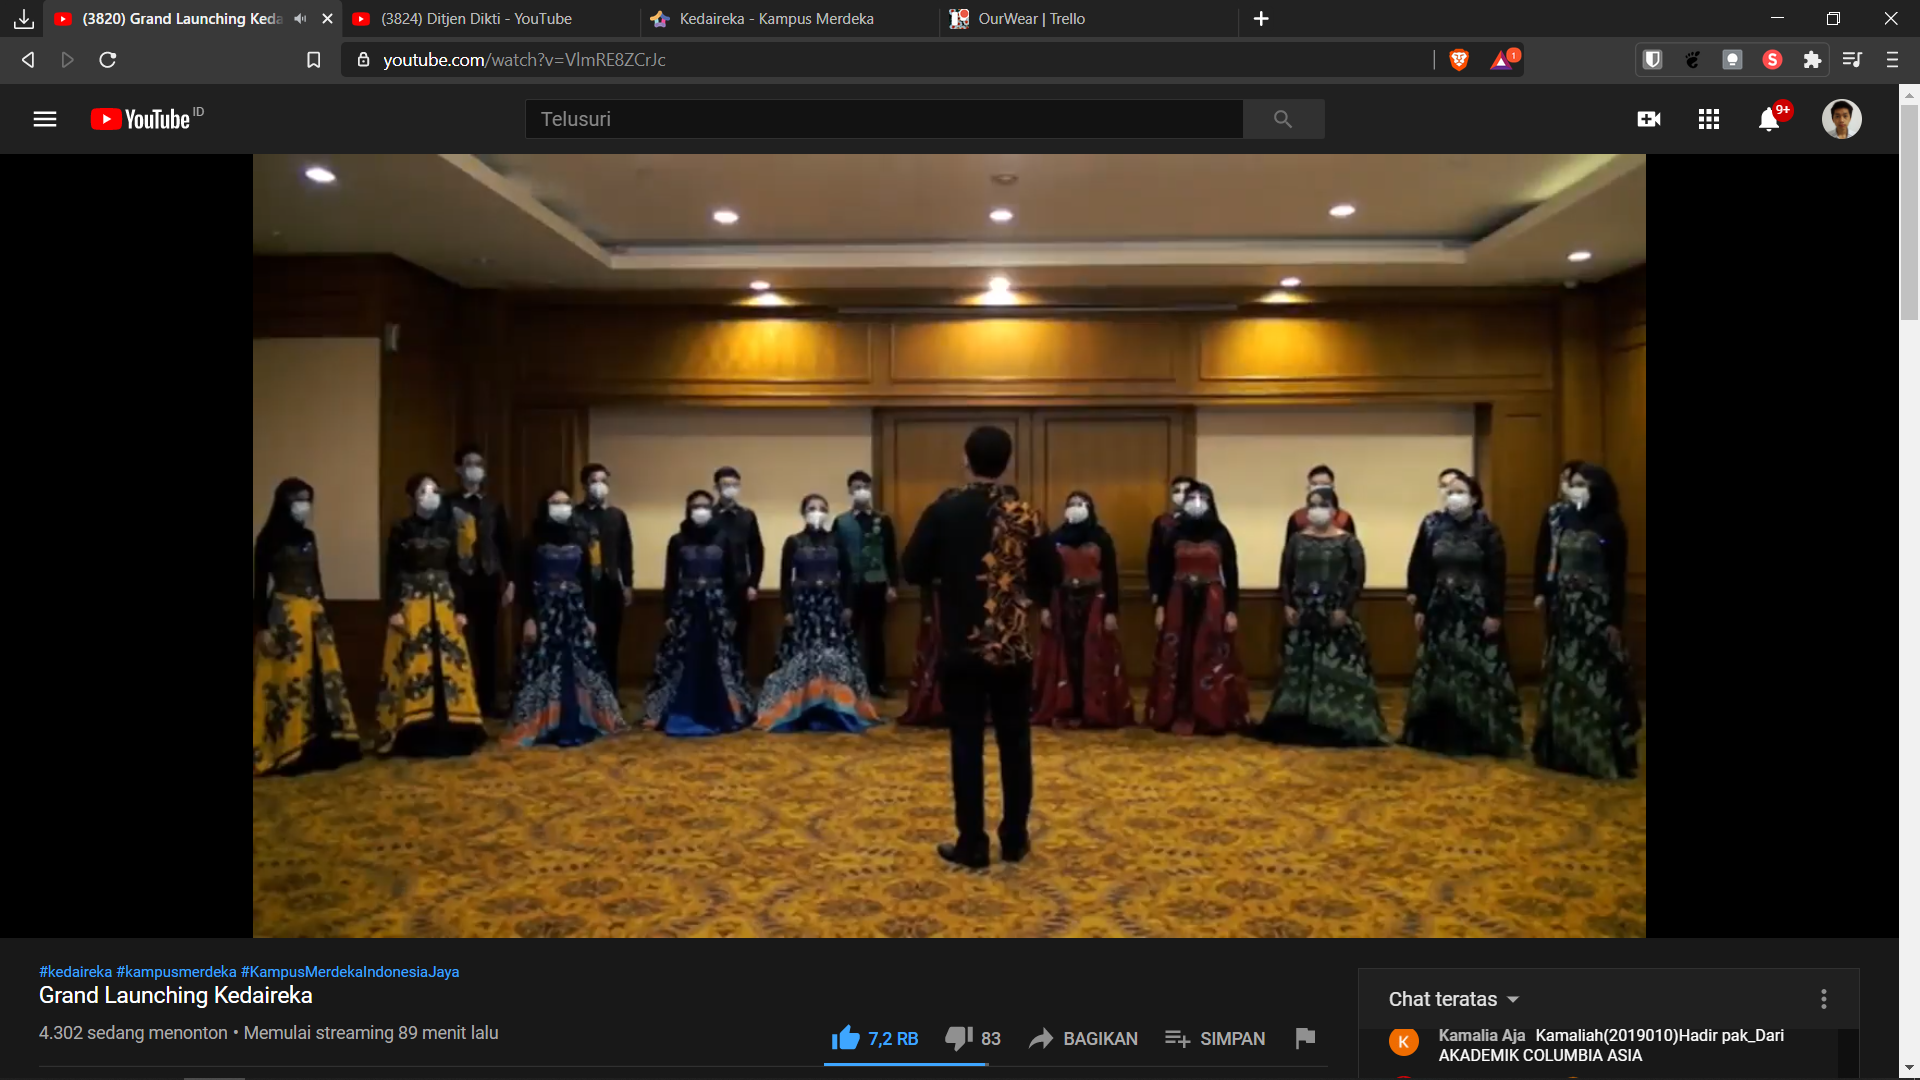 (3820) Grand Launching Keda
(3824) Ditjen Dikti - YouTube
Kedaireka - Kampus Merdeka
OurWear | Trello
youtube.com/watch?v=VlmRE8ZCrJc
1
S
YouTube ID
Telusuri
9+
#kedaireka #kampusmerdeka #KampusMerdekaIndonesiaJaya
Grand Launching Kedaireka
4.302 sedang menonton • Memulai streaming 89 menit lalu
7,2 RB
83
BAGIKAN
SIMPAN
Chat teratas
K
Kamalia Aja Kamaliah(2019010)Hadir pak_Dari
AKADEMIK COLUMBIA ASIA